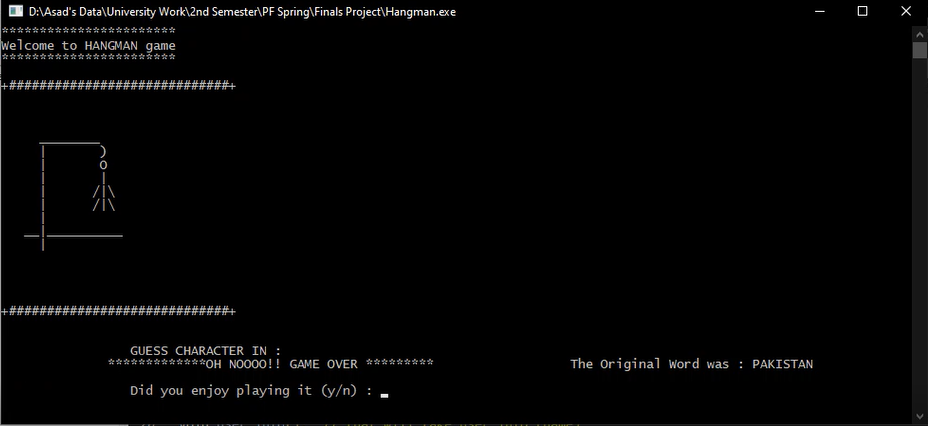 D:\Asad's Data\University Work\2nd Semester\PF Spring\Finals Project\Hangman.exe
***********************
Welcome to HANGMAN game
***********************
+#############################+
O
+#############################+
GUESS CHARACTER IN :
*************OH NOOOO!! GAME OVER ********* The Original Word was : PAKISTAN
Did you enjoy playing it (y/n) :